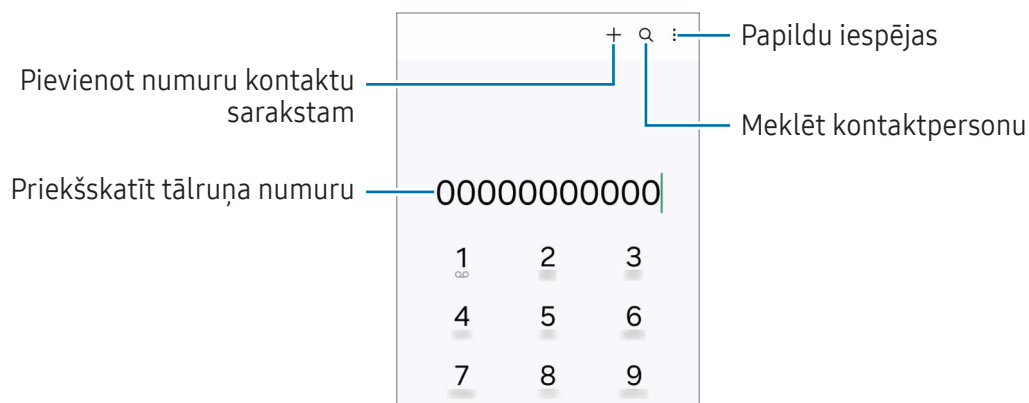 Papildu iespējas
Pievienot numuru kontaktu
sarakstam
Meklēt kontaktpersonu
Priekšskatīt tālruņa numuru
00000000000
1 2 3
4 5 6
7 8 9